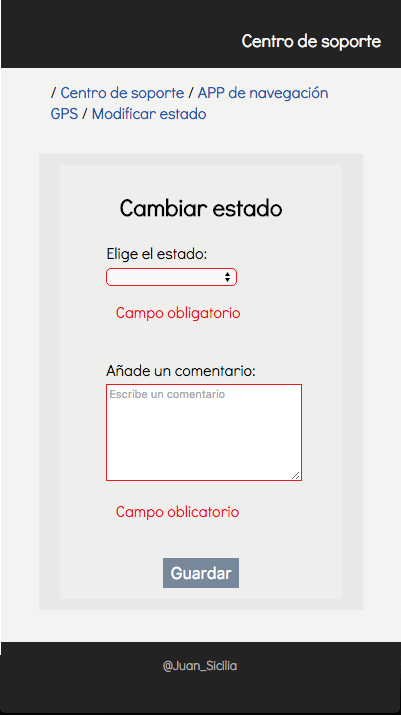 Centro de soporte
/ Centro de soporte / APP de navegación
GPS / Modificar estado
Cambiar estado
Elige el estado:
Campo obligatorio
Añade un comentario:
Escribe un comentario
Campo oblicatorio
Guardar
@Juan_Sicilia